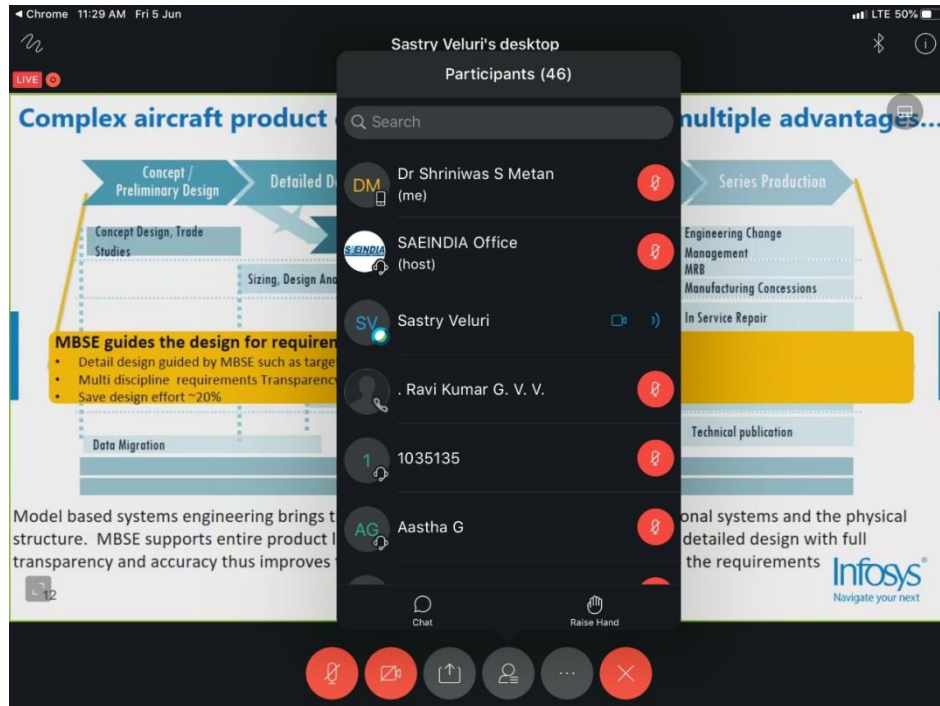 Chrome 11:29 AM Fri 5 Jun
LTE 50%
Sastry Veluri's desktop
LIVE
Participants (46)
Search
Complex aircraft product
multiple advantages...
Concept /
Preliminary Design
Detailed D
Series Production
Concept Design, Trade
Studies
Sizing, Design Ana
Engineering Change
Management
MRB
Manufacturing Concessions
In Service Repair
MBSE guides the design for requirem
• Detail design guided by MBSE such as target
• Multi discipline requirements Transparency
• Save design effort ~20%
Data Migration
Technical publication
DM
Dr Shriniwas S Metan
(me)
SAEINDIA
SAEINDIA Office
(host)
SV
Sastry Veluri
. Ravi Kumar G. V. V.
1
1035135
AG
Aastha G
Chat
Raise Hand
Model based systems engineering brings t
onal systems and the physical
structure. MBSE supports entire product l
detailed design with full
transparency and accuracy thus improves
the requirements
Infosys
Navigate your next
12